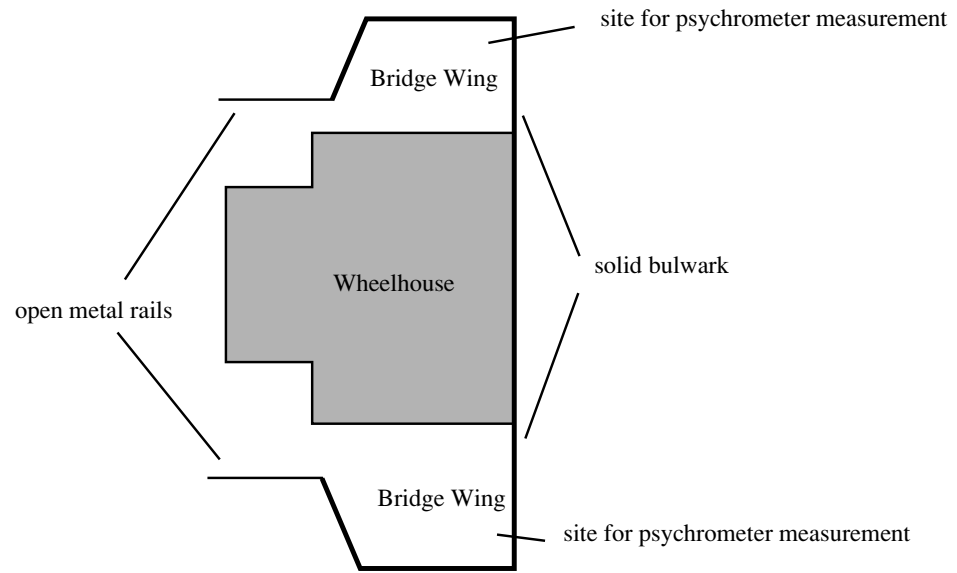 site for psychrometer measurement
Bridge Wing
Wheelhouse
solid bulwark
open metal rails
Bridge Wing
site for psychrometer measurement